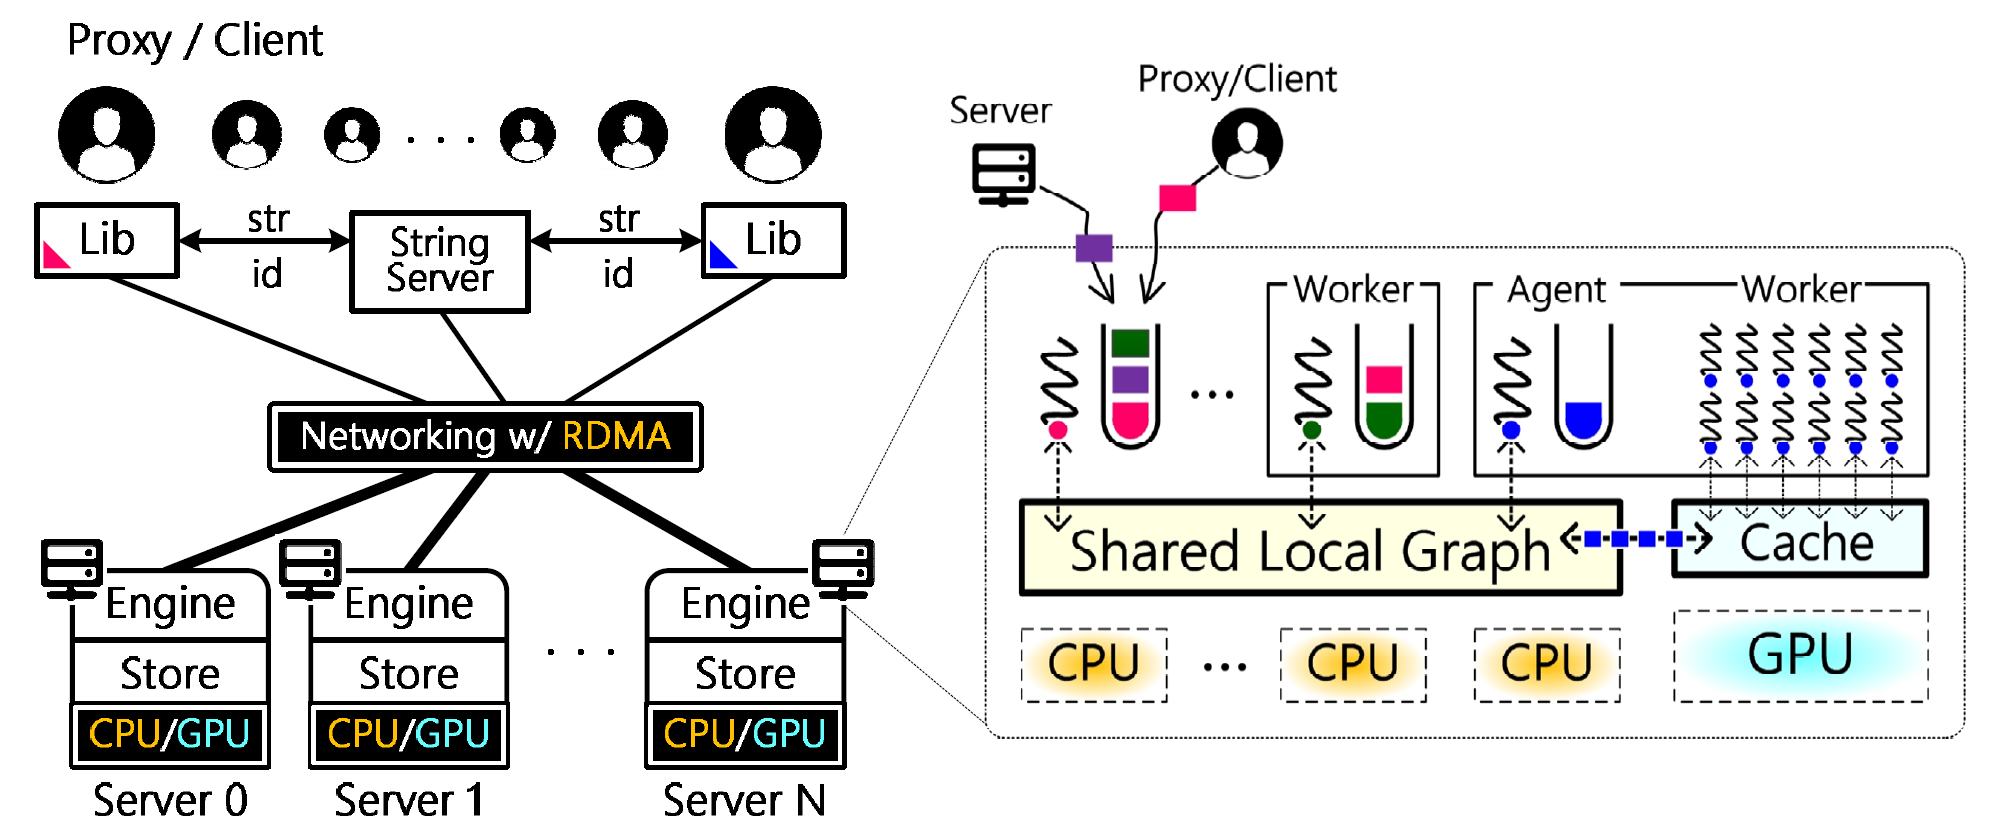 Proxy / Client
Lib
str
id
String
Server
str
id
Lib
Networking w/ RDMA
Engine
Store
CPU/GPU
Server 0
Engine
Store
CPU/GPU
Server 1
. . .
Engine
Store
CPU/GPU
Server N
Server
Proxy/Client
Worker
Agent
Worker
...
Shared Local Graph
Cache
CPU
...
CPU
CPU
GPU